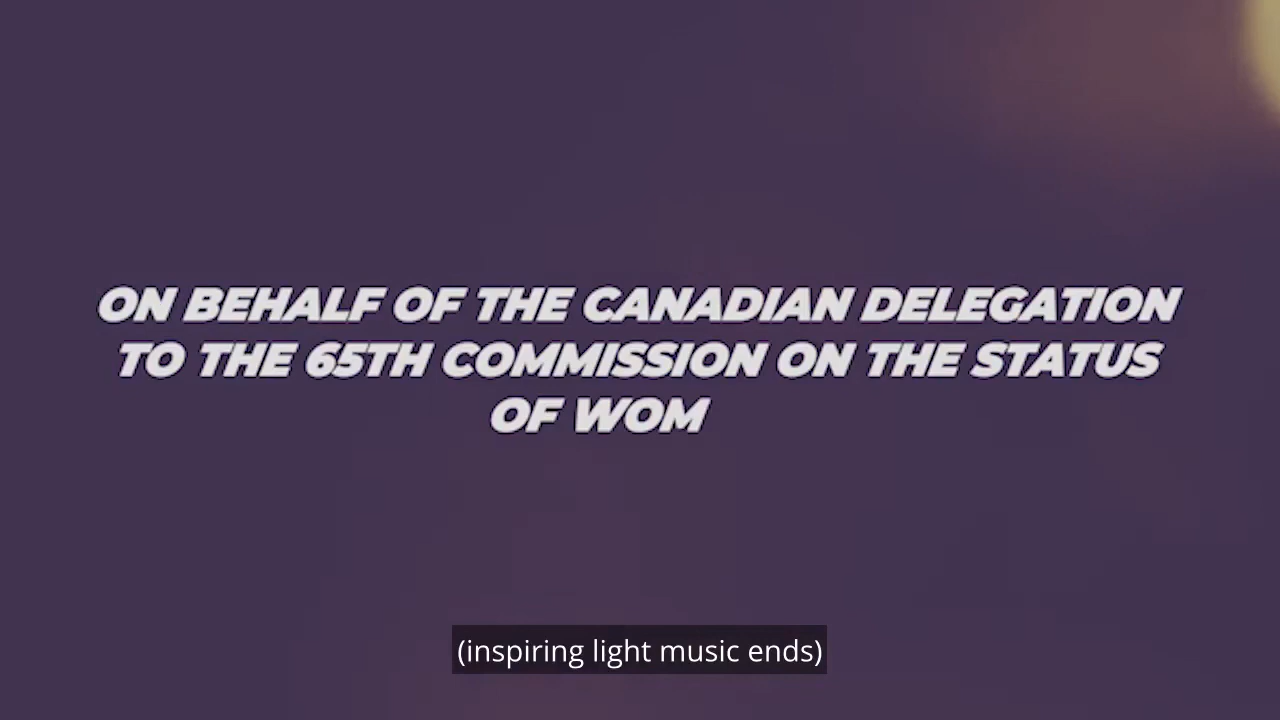 ON BEHALF OF THE CANADIAN DELEGATION
TO THE 65TH COMMISSION ON THE STATUS
OF WOM
(inspiring light music ends)